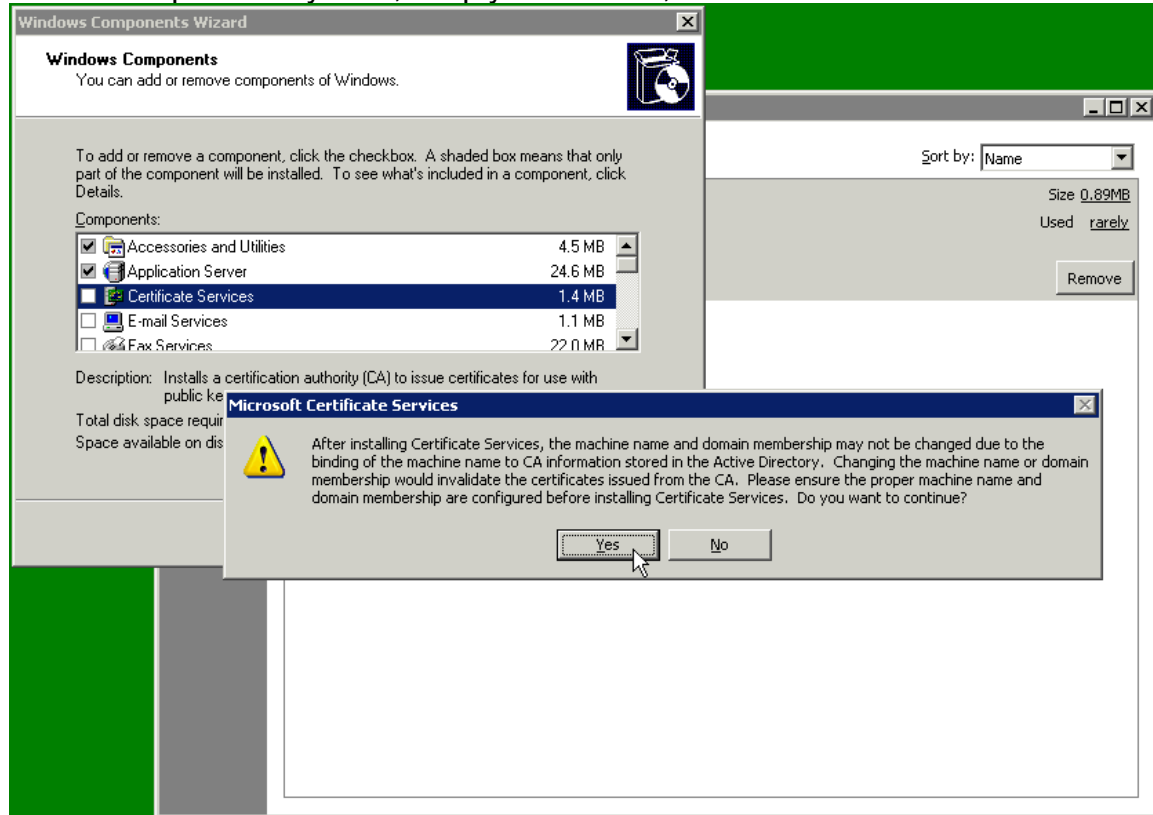 Windows Components Wizard
Windows Components
You can add or remove components of Windows.
To add or remove a component, click the checkbox. A shaded box means that only
part of the component will be installed. To see what's included in a component, click
Details.
Components:
Accessories and Utilities 4.5 MB
Application Server 24.6 MB
Certificate Services 1.4 MB
E-mail Services 1.1 MB
Fax Services 22.0 MB
Description: Installs a certification authority (CA) to issue certificates for use with
public ke
Total disk space requir
Space available on dis
Sort by: Name
Size 0.89MB
Used rarely
Remove
Microsoft Certificate Services
After installing Certificate Services, the machine name and domain membership may not be changed due to the
binding of the machine name to CA information stored in the Active Directory. Changing the machine name or domain
membership would invalidate the certificates issued from the CA. Please ensure the proper machine name and
domain membership are configured before installing Certificate Services. Do you want to continue?
Yes No